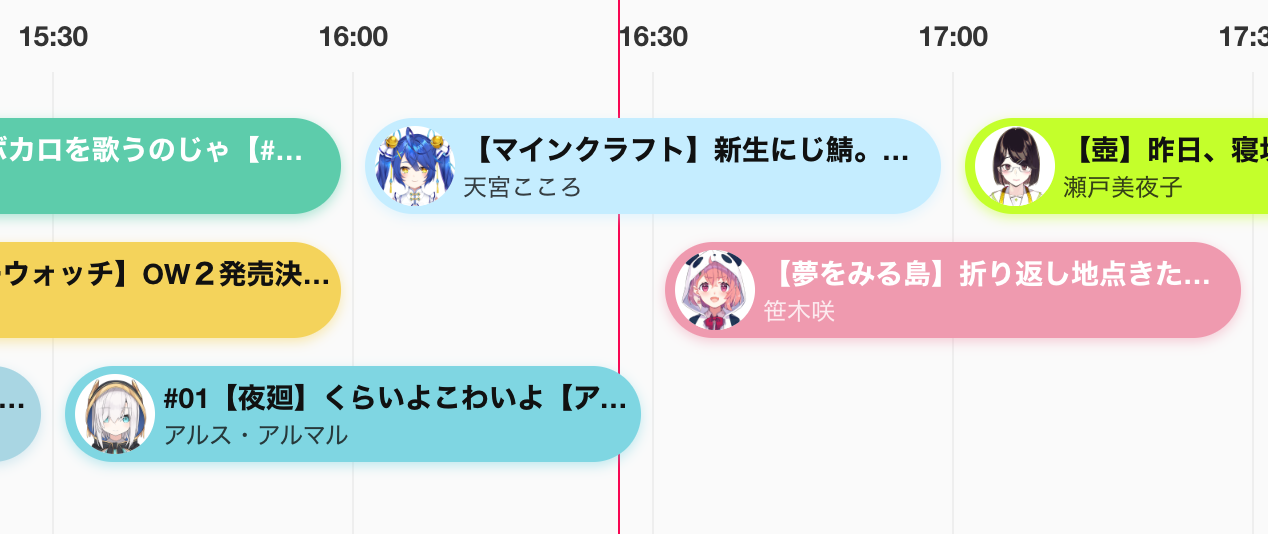 15:30
16:00
16:30
17:00
17:3
ボカロを歌うのじゃ【#...
【マインクラフト】新生にじ鯖。...
天宮こころ
【壺】昨日、寝
瀬戸美夜子
ウォッチ】OW２発売決...
【夢をみる島】折り返し地点きた...
笹木咲
...
#01【夜廻】くらいよこわいよ【ア...
アルス・アルマル